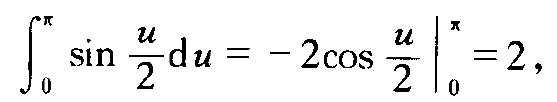 ∫₀^π sin u/2 du = - 2cos u/2 |₀^π = 2 ,